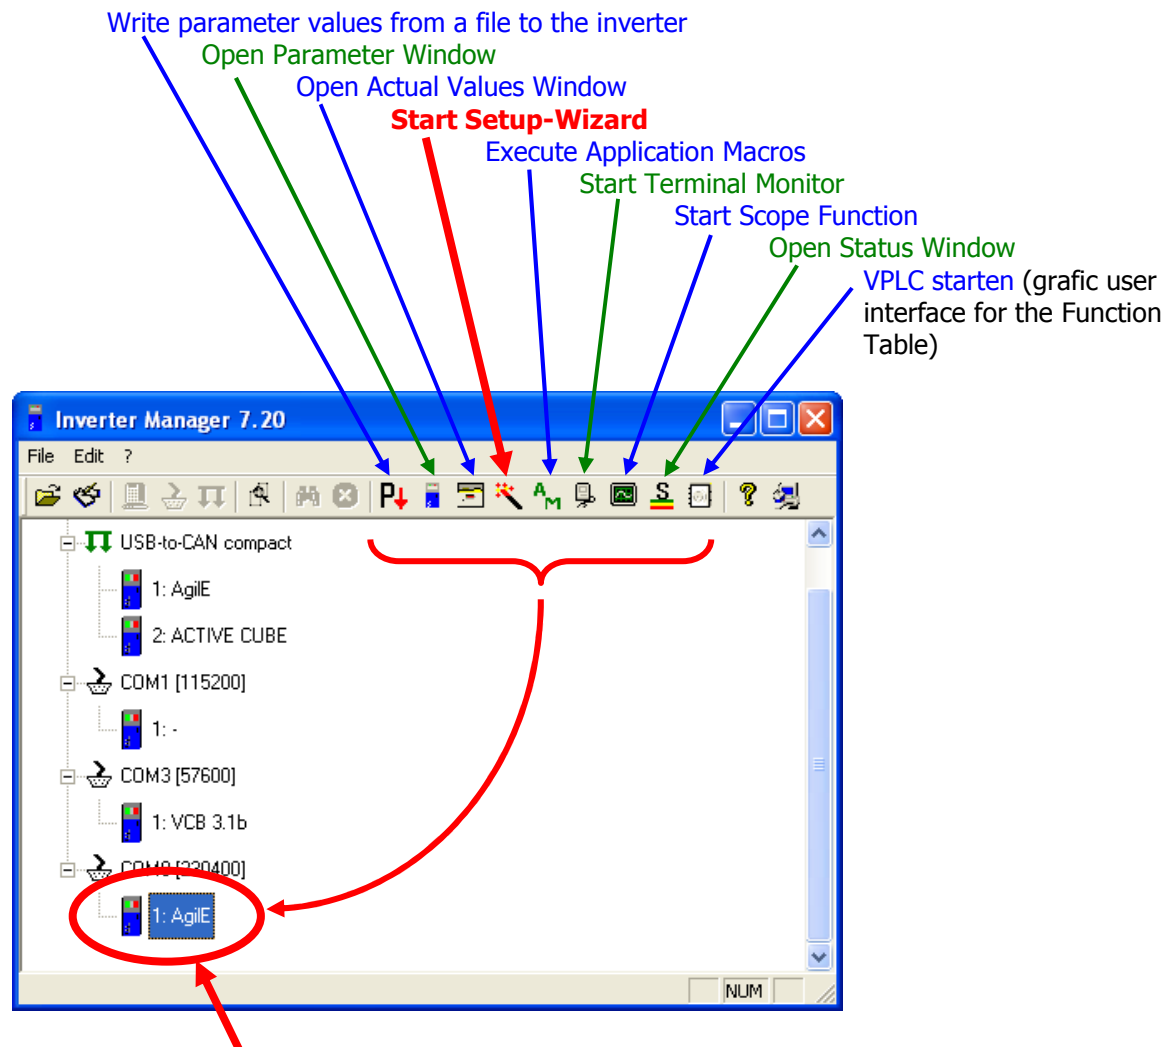 Write parameter values from a file to the inverter
Open Parameter Window
Open Actual Values Window
Start Setup-Wizard
Execute Application Macros
Start Terminal Monitor
Start Scope Function
Open Status Window
VPLC starten (grafic user
interface for the Function
Table)
Inverter Manager 7.20
File Edit ?
P
A
M
S
?
USB-to-CAN compact
1: AgilE
2: ACTIVE CUBE
COM1 [115200]
1: -
COM3 [57600]
1: VCB 3.1b
[230400]
1: AgilE
NUM